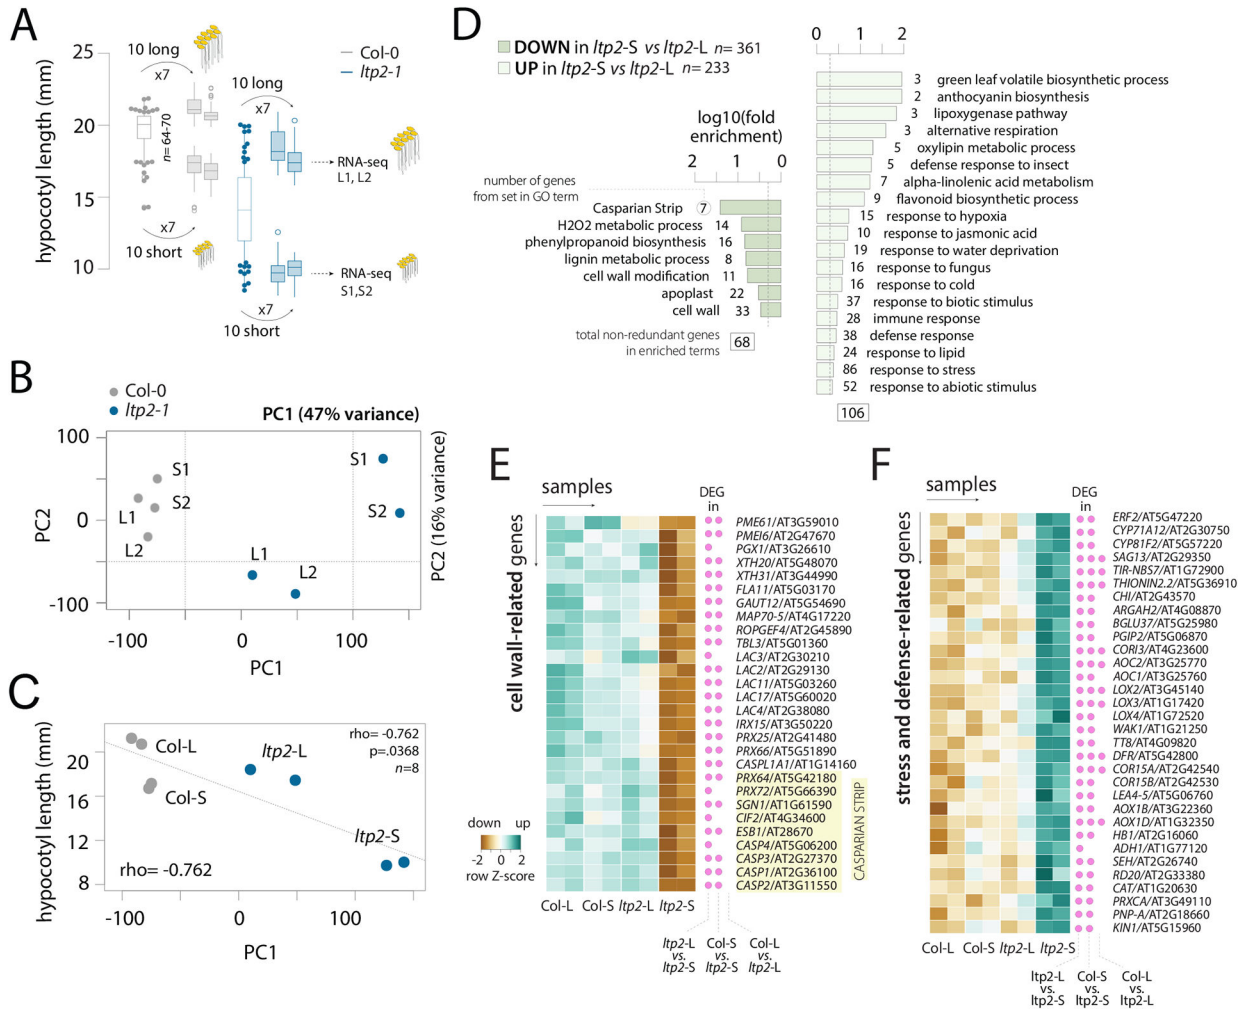 A
hypocotyl length (mm)
25
20
15
10
10 long
x7
n= 64-70
x7
10 short
Col-0
ltp2-1
10 long
x7
RNA-seq
L1, L2
RNA-seq
S1,S2
x7
10 short
B
Col-0
ltp2-1
PC1 (47% variance)
PC2 (16% variance)
PC2
100
0
-100
S1
S2
L1
L2
S1
S2
L1
L2
-100
0
100
PC1
C
hypocotyl length (mm)
20
16
12
8
Col-L
Col-S
ltp2-L
ltp2-S
rho= -0.762
p=.0368
n=8
rho= -0.762
-100
0
100
PC1
D
DOWN in ltp2-S vs ltp2-L n= 361
UP in ltp2-S vs ltp2-L n= 233
log10(fold
enrichment)
2 1 0
number of genes
from set in GO term
Casparian Strip 7
H2O2 metabolic process 14
phenylpropanoid biosynthesis 16
lignin metabolic process 8
cell wall modification 11
apoplast 22
cell wall 33
total non-redundant genes
in enriched terms
68
0 1 2
3 green leaf volatile biosynthetic process
2 anthocyanin biosynthesis
3 lipoxygenase pathway
3 alternative respiration
5 oxylipin metabolic process
5 defense response to insect
7 alpha-linolenic acid metabolism
9 flavonoid biosynthetic process
15 response to hypoxia
10 response to jasmonic acid
19 response to water deprivation
16 response to fungus
16 response to cold
37 response to biotic stimulus
28 immune response
38 defense response
24 response to lipid
86 response to stress
52 response to abiotic stimulus
106
E
samples
DEG
in
cell wall-related genes
PME61/AT3G59010
PMEI6/AT2G47670
PGX1/AT3G26610
XTH20/AT5G48070
XTH31/AT3G44990
FLA11/AT5G03170
GAUT12/AT5G54690
MAP70-5/AT4G17220
ROPGEF4/AT2G45890
TBL3/AT5G01360
LAC3/AT2G30210
LAC2/AT2G29130
LAC11/AT5G03260
LAC17/AT5G60020
LAC4/AT2G38080
IRX15/AT3G50220
PRX25/AT2G41480
PRX66/AT5G51890
CASPL1A1/AT1G14160
PRX64/AT5G42180
PRX72/AT5G66390
SGN1/AT1G61590
CIF2/AT4G34600
ESB1/AT28670
CASP4/AT5G06200
CASP3/AT2G27370
CASP1/AT2G36100
CASP2/AT3G11550
CASPARIAN STRIP
down up
-2 0 2
row Z-score
Col-L Col-S ltp2-L ltp2-S
ltp2-L
vs.
ltp2-S
Col-S
vs.
ltp2-S
Col-L
vs.
ltp2-L
F
samples
DEG
in
stress and defense-related genes
ERF2/AT5G47220
CYP71A12/AT2G30750
CYP81F2/AT5G57220
SAG13/AT2G29350
TIR-NBS7/AT1G72900
THIONIN2.2/AT5G36910
CHI/AT2G43570
ARGAH2/AT4G08870
BGLU37/AT5G25980
PGIP2/AT5G06870
CORI3/AT4G23600
AOC2/AT3G25770
AOC1/AT3G25760
LOX2/AT3G45140
LOX3/AT1G17420
LOX4/AT1G72520
WAK1/AT1G21250
TT8/AT4G09820
DFR/AT5G42800
COR15A/AT2G42540
COR15B/AT2G42530
LEA4-5/AT5G06760
AOX1B/AT3G22360
AOX1D/AT1G32350
HB1/AT2G16060
ADH1/AT1G77120
SEH/AT2G26740
RD20/AT2G33380
CAT/AT1G20630
PRXCA/AT3G49110
PNP-A/AT2G18660
KIN1/AT5G15960
Col-L Col-S ltp2-L ltp2-S
ltp2-L
vs.
ltp2-S
Col-S
vs.
ltp2-S
Col-L
vs.
ltp2-L